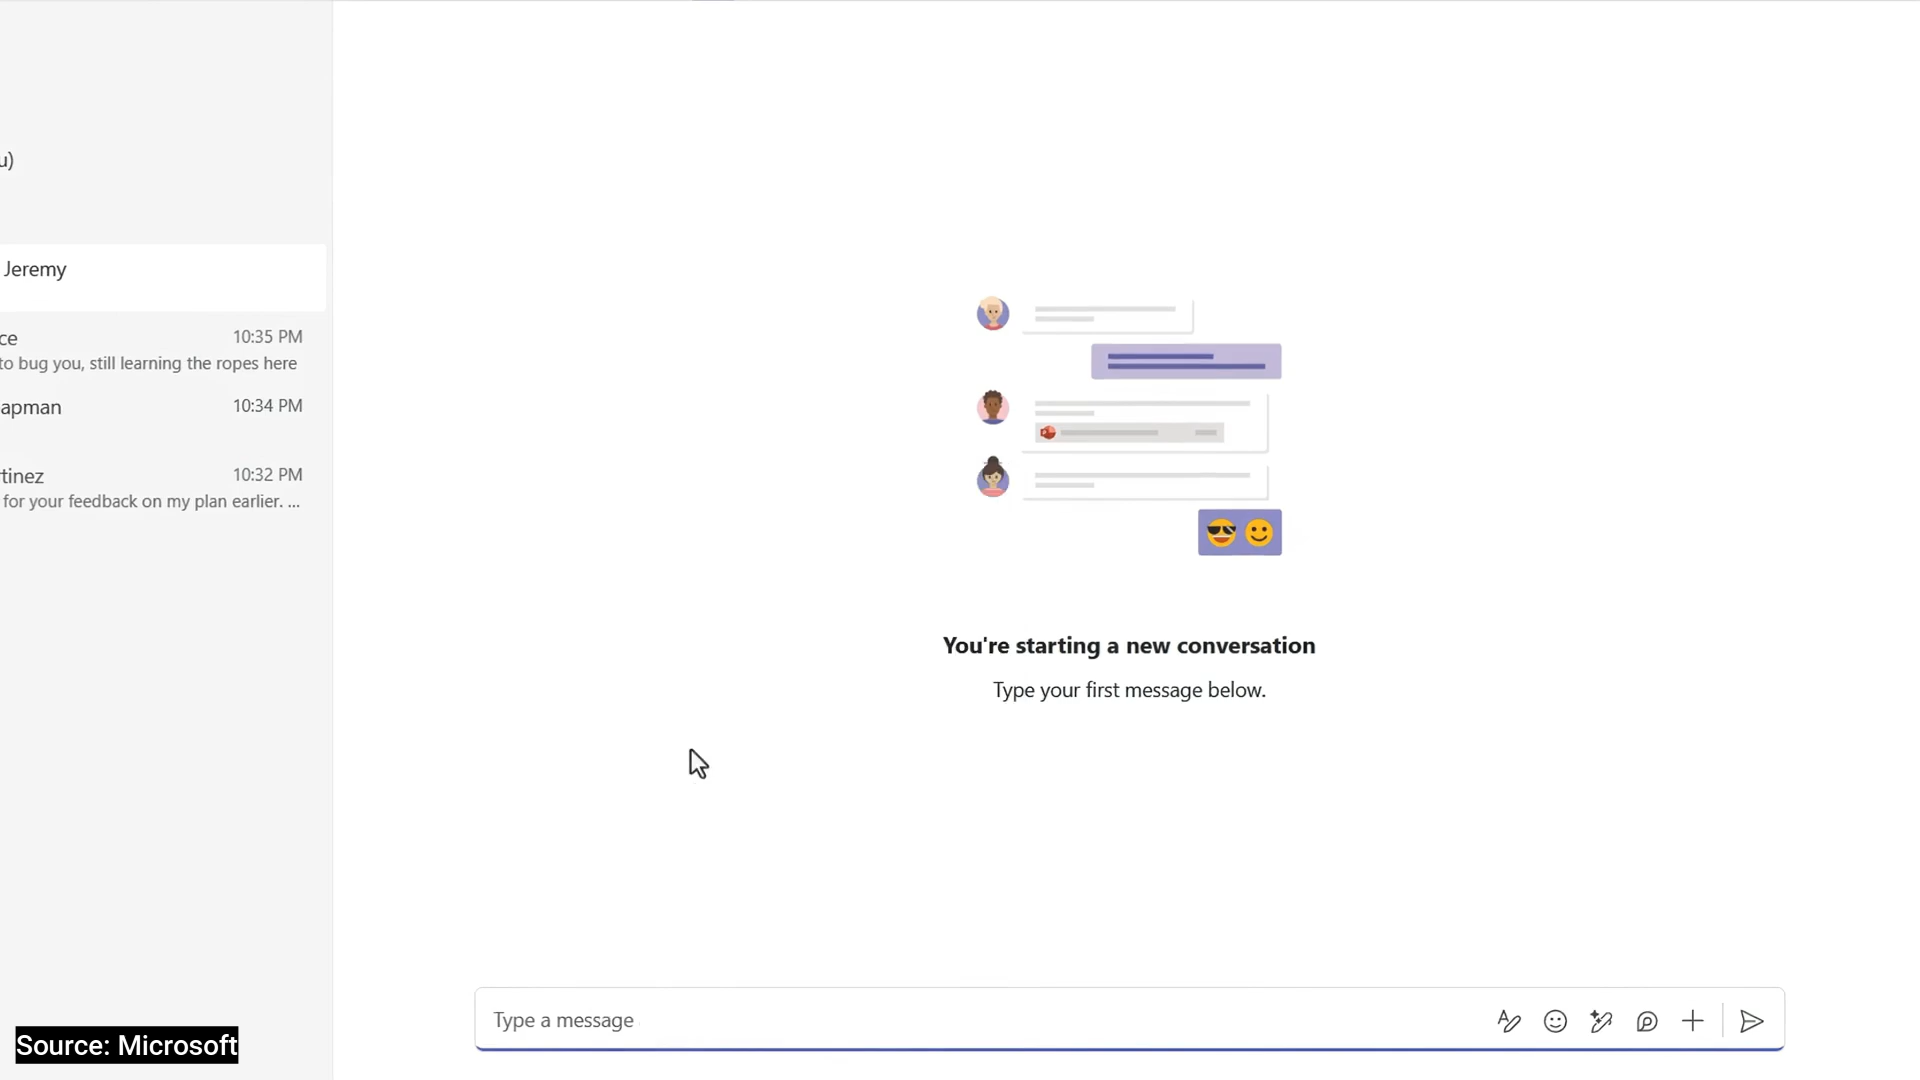 u)
Jeremy
ce 10:35 PM
to bug you, still learning the ropes here
apman 10:34 PM
tinez 10:32 PM
for your feedback on my plan earlier. ...
You're starting a new conversation
Type your first message below.
Type a message
Source: Microsoft